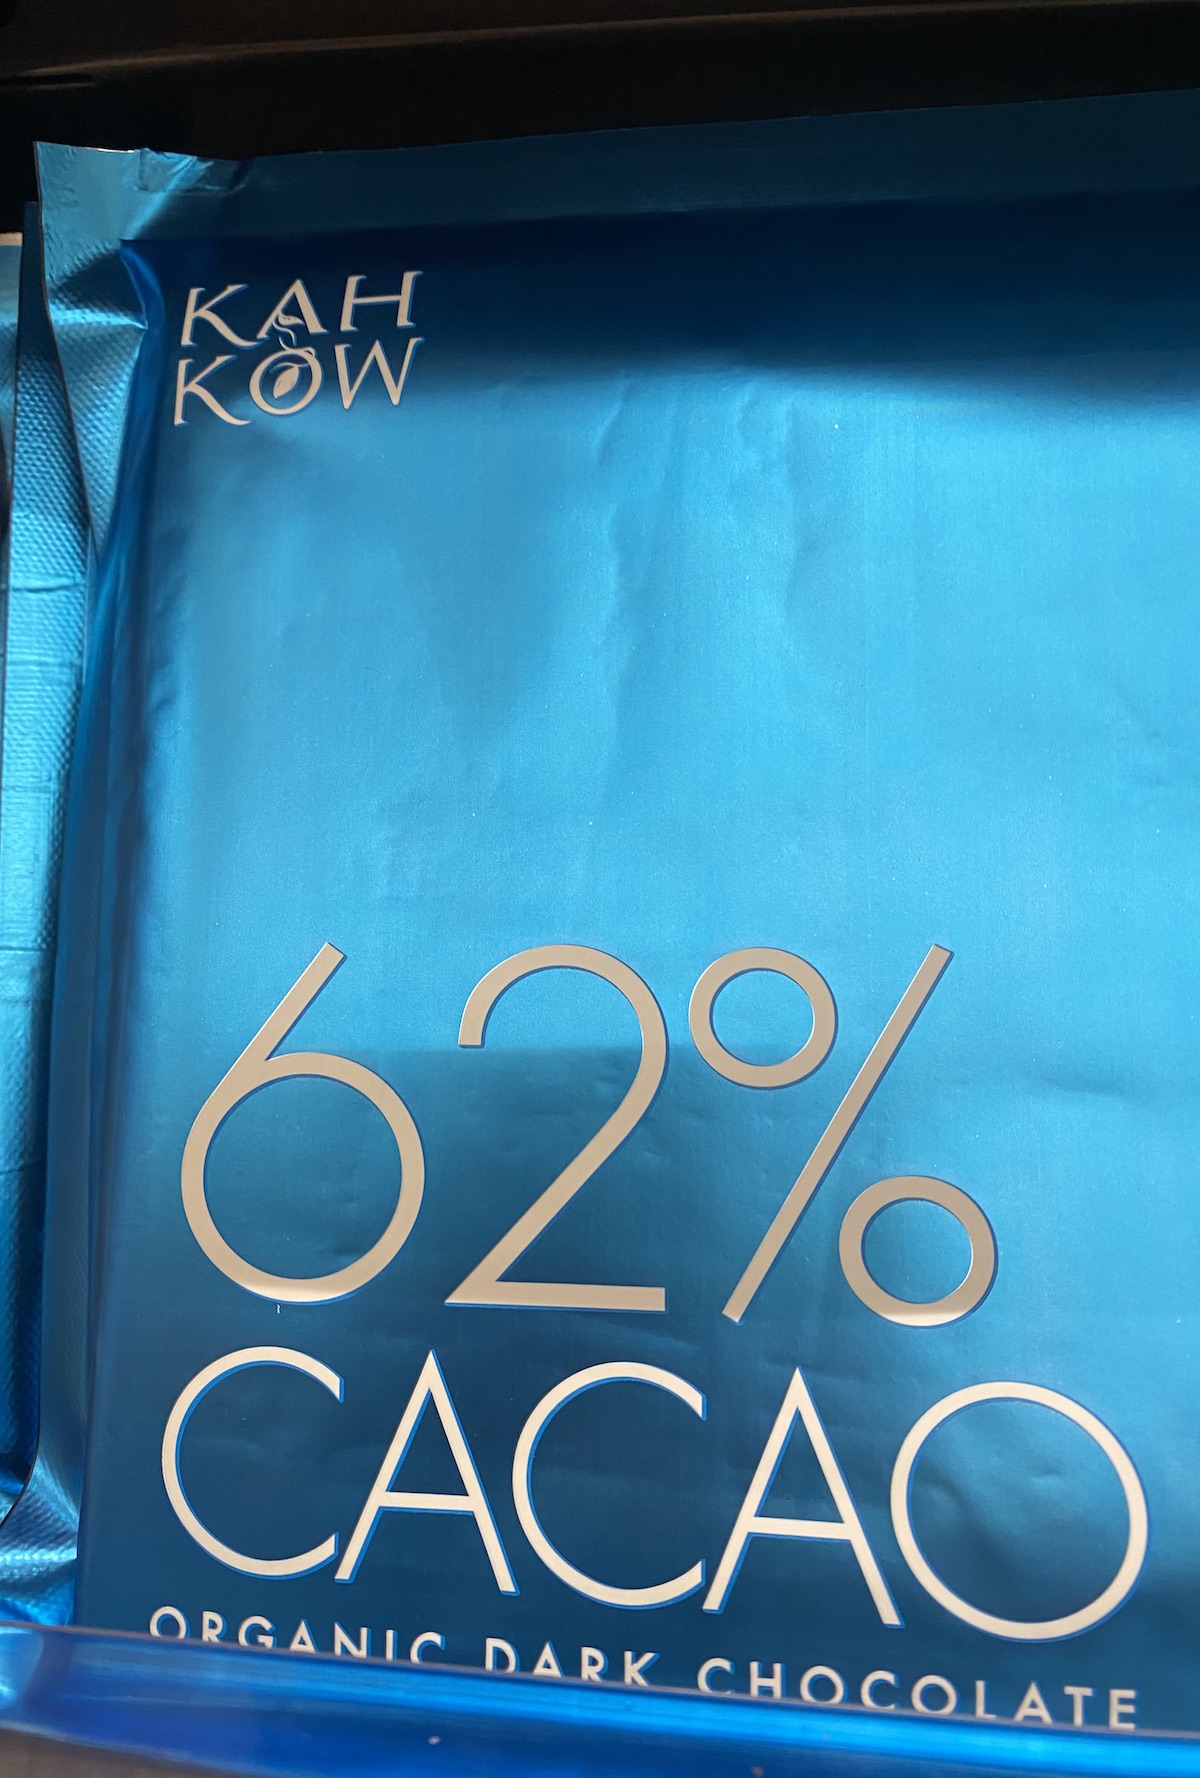 KAH
KOW
62%
CACAO
ORGANIC DARK CHOCOLATE